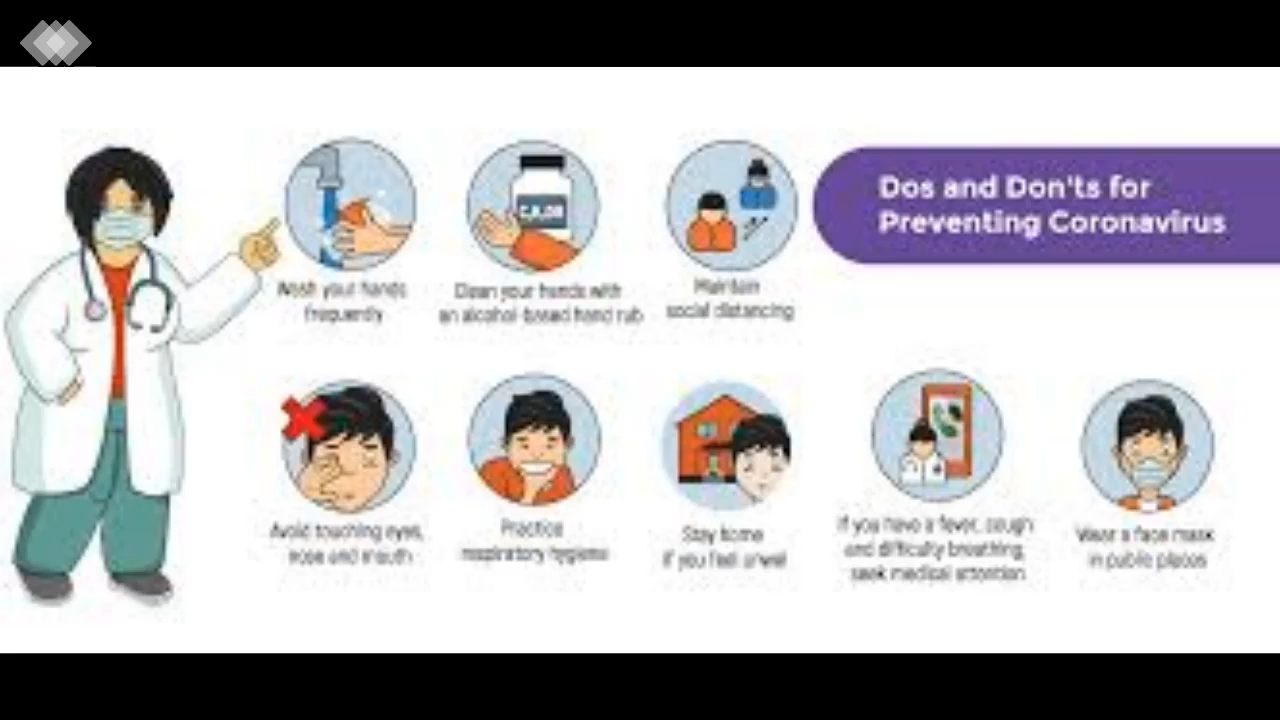 Dos and Don'ts for
Preventing Coronavirus
Wash your hands
frequently
Clean your hands with
an alcohol-based hand rub
Maintain
social distancing
Avoid touching eyes,
nose and mouth
Practice
respiratory hygiene
Stay home
if you feel unwell
If you have a fever, cough
and difficulty breathing,
seek medical attention
Wear a face mask
in public places